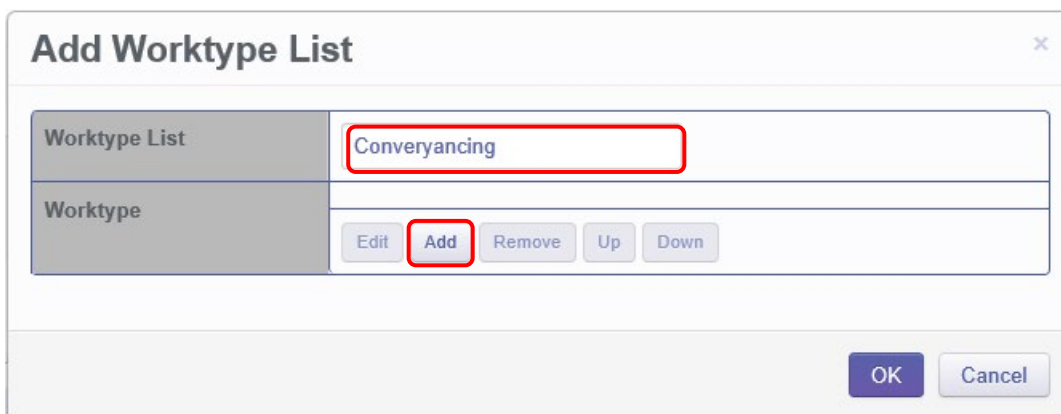 Add Worktype List ×
Worktype List Converyancing
Worktype
Edit Add Remove Up Down
OK Cancel